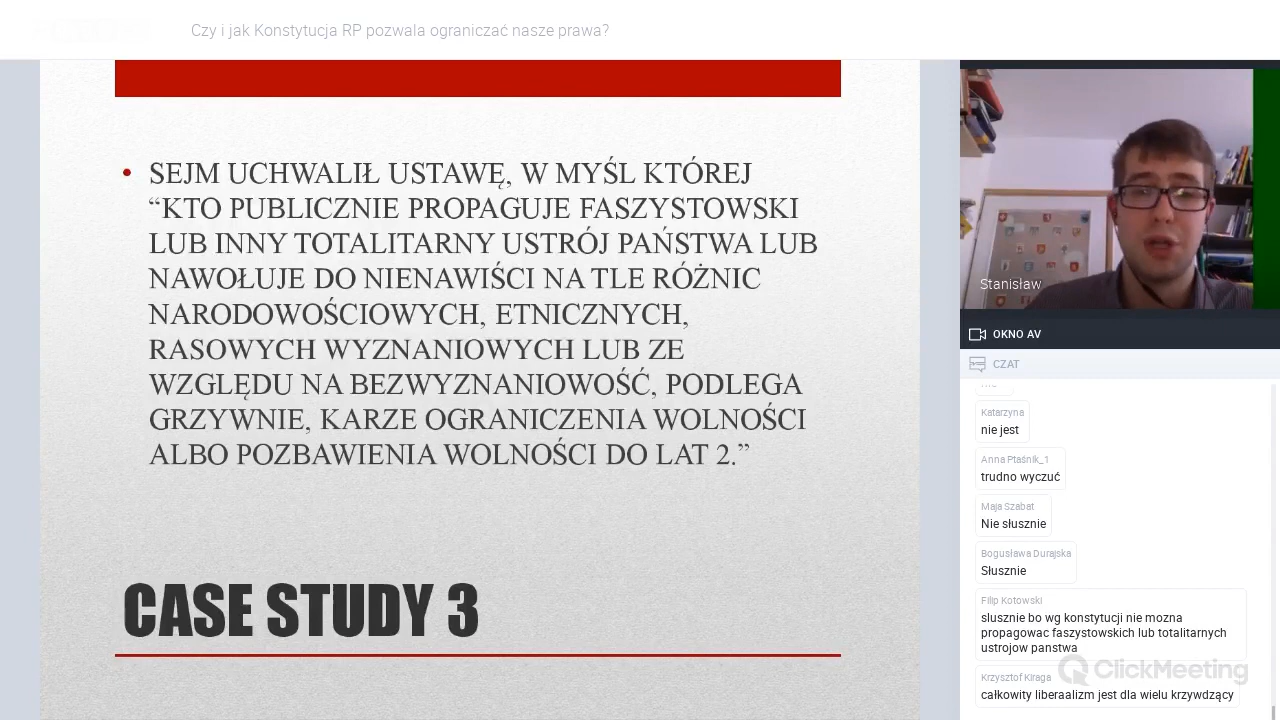 Czy i jak Konstytucja RP pozwala ograniczać nasze prawa?
• SEJM UCHWALIŁ USTAWĘ, W MYŚL KTÓREJ
“KTO PUBLICZNIE PROPAGUJE FASZYSTOWSKI
LUB INNY TOTALITARNY USTRÓJ PAŃSTWA LUB
NAWOŁUJE DO NIENAWIŚCI NA TLE RÓŻNIC
NARODOWOŚCIOWYCH, ETNICZNYCH,
RASOWYCH WYZNANIOWYCH LUB ZE
WZGLĘDU NA BEZWYZNANIOWOŚĆ, PODLEGA
GRZYWNIE, KARZE OGRANICZENIA WOLNOŚCI
ALBO POZBAWIENIA WOLNOŚCI DO LAT 2.”
CASE STUDY 3
Stanisław
OKNO AV
CZAT
Katarzyna
nie jest
Anna Ptaśnik_1
trudno wyczuć
Maja Szabat
Nie słusznie
Bogusława Durajska
Słusznie
Filip Kotowski
slusznie bo wg konstytucji nie mozna
propagowac faszystowskich lub totalitarnych
ustrojow panstwa
ClickMeeting
Krzysztof Kiraga
całkowity liberaalizm jest dla wielu krzywdzący